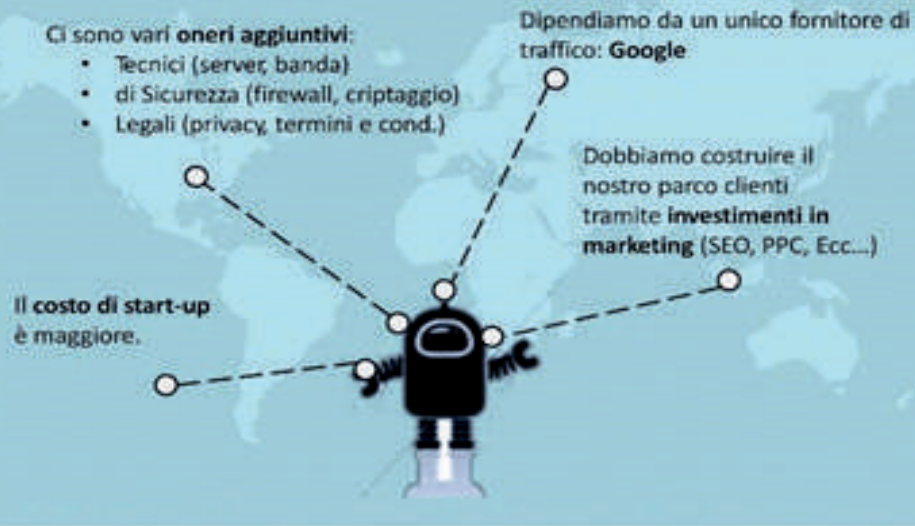 Ci sono vari oneri aggiuntivi:
• Tecnici (server, banda)
• di Sicurezza (firewall, criptaggio)
• Legali (privacy, termini e cond.)
Dipendiamo da un unico fornitore di
traffico: Google
Dobbiamo costruire il
nostro parco clienti
tramite investimenti in
marketing (SEO, PPC, Ecc...)
Il costo di start-up
è maggiore.